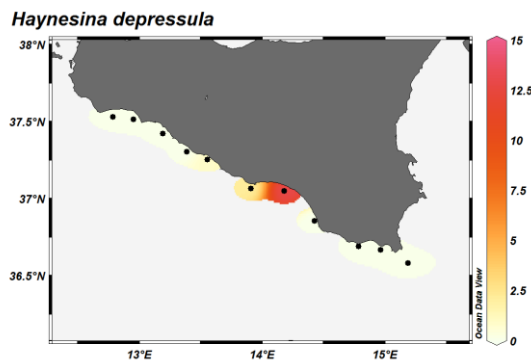 Haynesina depressula
38°N
37.5°N
37°N
36.5°N
13°E
14°E
15°E
15
12.5
10
7.5
5
2.5
0
Ocean Data View